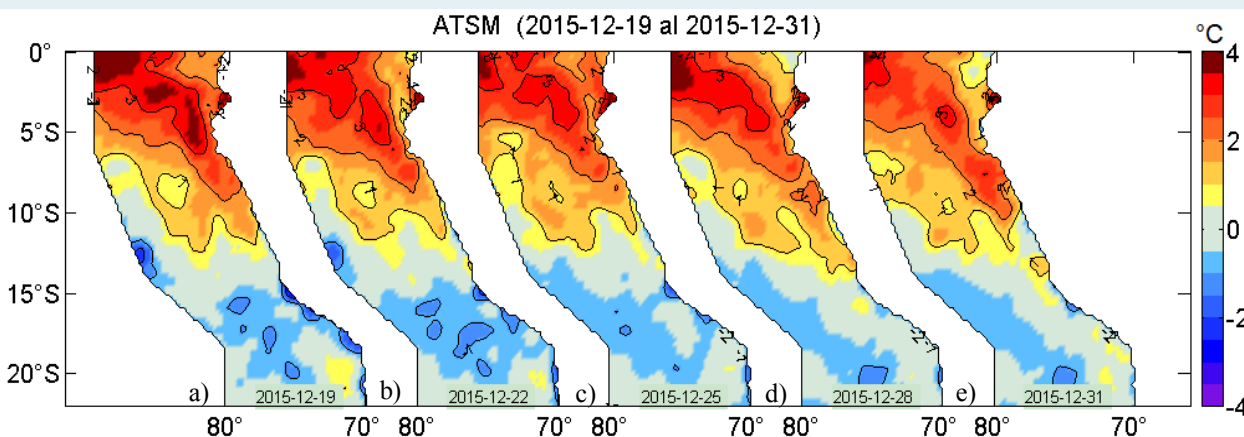 ATSM (2015-12-19 al 2015-12-31)
°C
0°
5°S
10°S
15°S
20°S
4
2
0
-2
-4
a) 2015-12-19
b) 2015-12-22
c) 2015-12-25
d) 2015-12-28
e) 2015-12-31
80° 70° 80° 70° 80° 70° 80° 70° 80° 70°